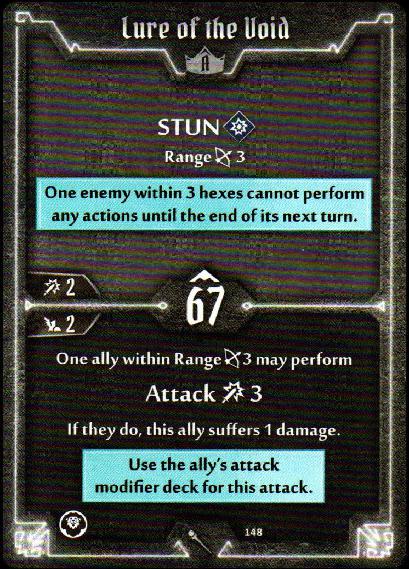 Lure of the Void
A
STUN
Range 3
One enemy within 3 hexes cannot perform
any actions until the end of its next turn.
2
67
2
One ally within Range 3 may perform
Attack 3
If they do, this ally suffers 1 damage.
Use the ally's attack
modifier deck for this attack.
148